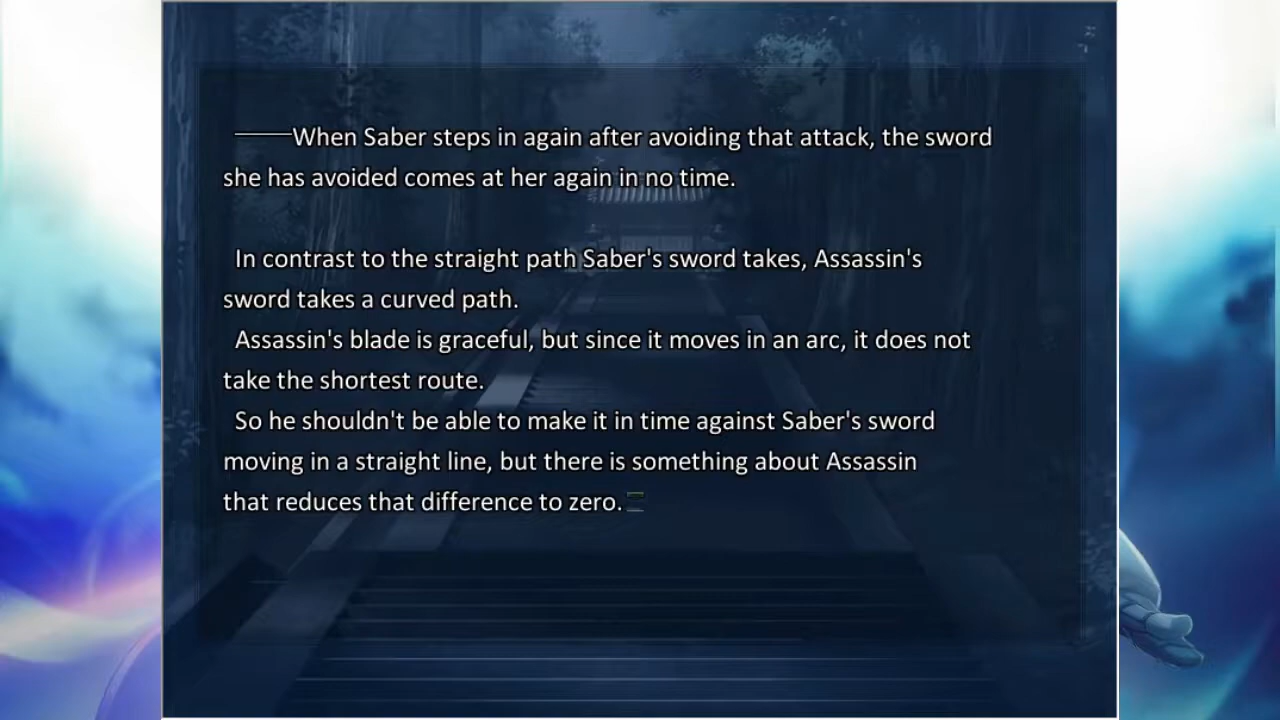 ——When Saber steps in again after avoiding that attack, the sword
she has avoided comes at her again in no time.
In contrast to the straight path Saber's sword takes, Assassin's
sword takes a curved path.
Assassin's blade is graceful, but since it moves in an arc, it does not
take the shortest route.
So he shouldn't be able to make it in time against Saber's sword
moving in a straight line, but there is something about Assassin
that reduces that difference to zero.